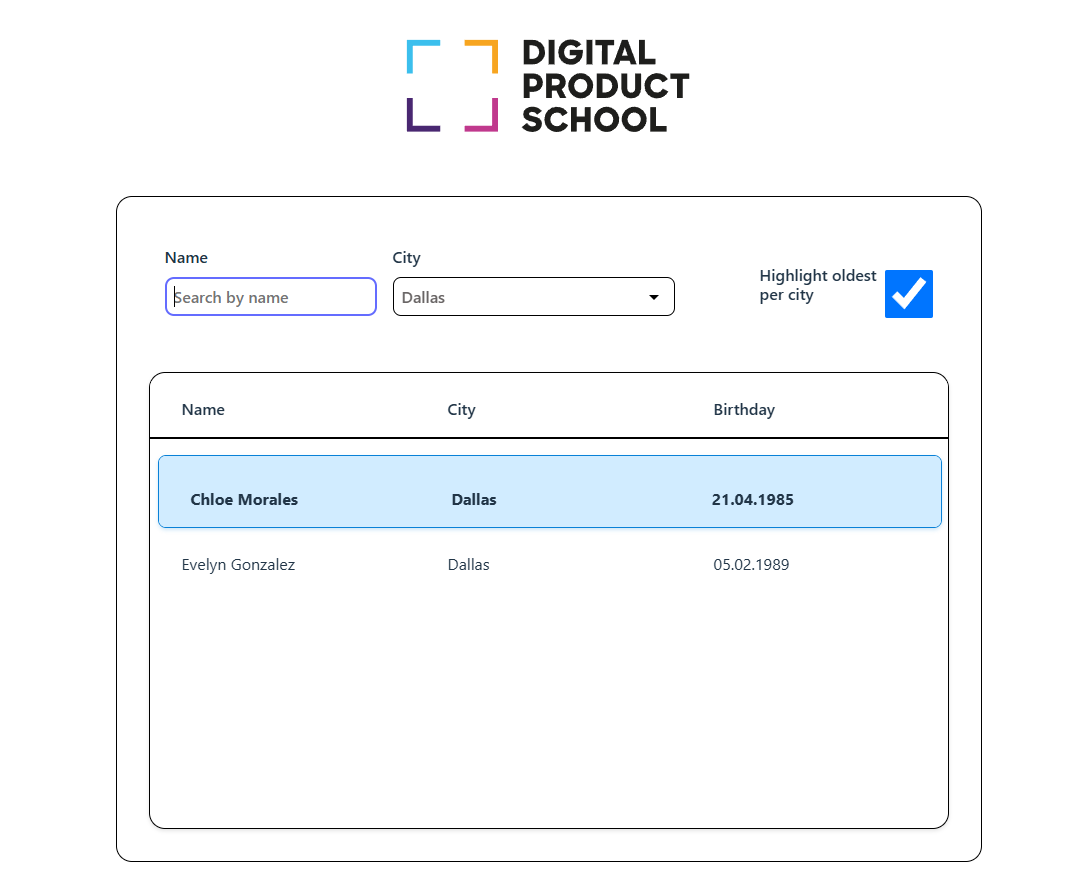 DIGITAL
PRODUCT
SCHOOL
Name
City
Search by name
Dallas
Highlight oldest
per city
Name City Birthday
Chloe Morales Dallas 21.04.1985
Evelyn Gonzalez Dallas 05.02.1989